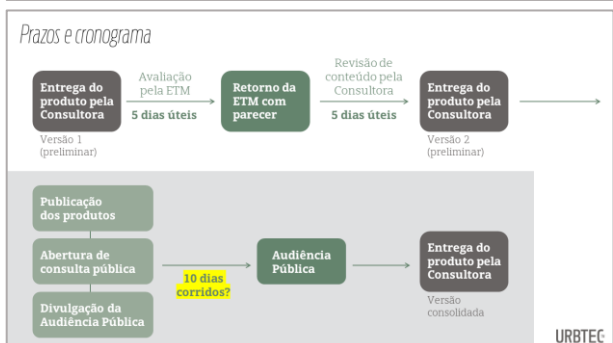 Prazos e cronograma
Entrega do
produto pela
Consultora
Versão 1
(preliminar)
Avaliação
pela ETM
5 dias úteis
Retorno da
ETM com
parecer
Revisão de
conteúdo pela
Consultora
5 dias úteis
Entrega do
produto pela
Consultora
Versão 2
(preliminar)
Publicação
dos produtos
Abertura de
consulta pública
Divulgação da
Audiência Pública
10 dias
corridos?
Audiência
Pública
Entrega do
produto pela
Consultora
Versão
consolidada
URBTEC